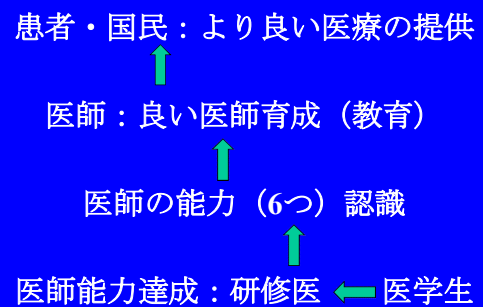 患者・国民：より良い医療の提供
医師：良い医師育成（教育）
医師の能力（6つ）認識
医師能力達成：研修医 医学生